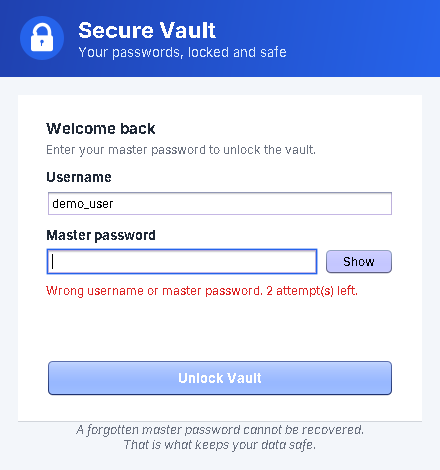 Secure Vault
Your passwords, locked and safe
Welcome back
Enter your master password to unlock the vault.
Username
demo_user
Master password
Show
Wrong username or master password. 2 attempt(s) left.
Unlock Vault
A forgotten master password cannot be recovered.
That is what keeps your data safe.